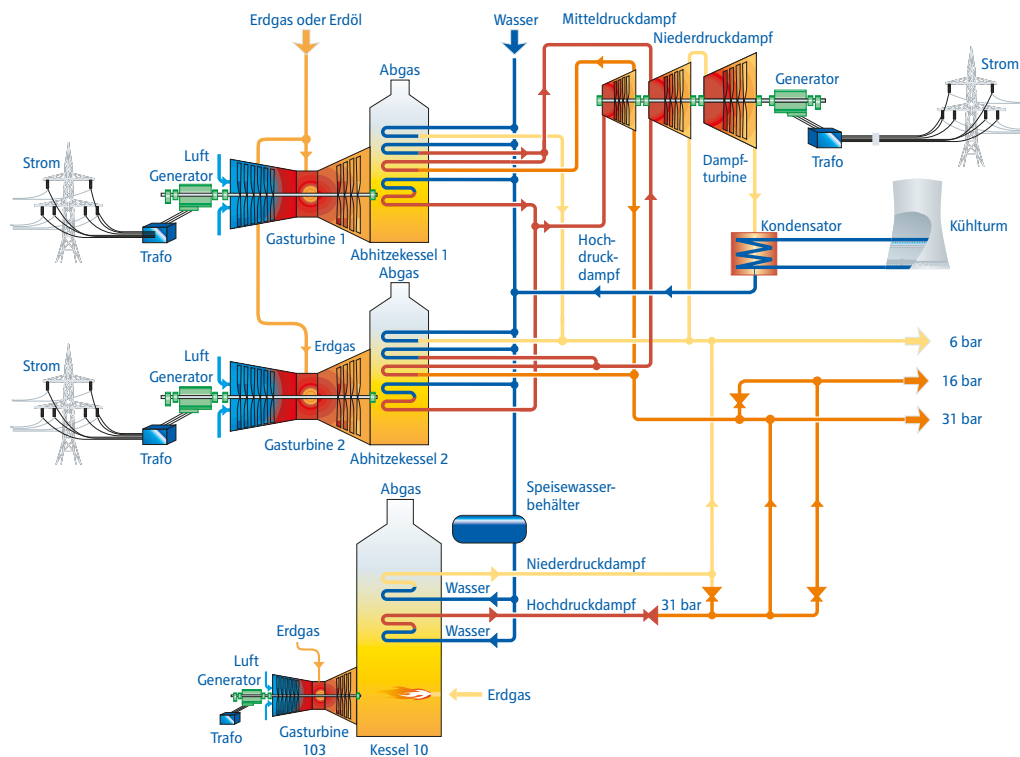 Erdgas oder Erdöl
Wasser
Mitteldruckdampf
Niederdruckdampf
Abgas
Strom
Generator
Trafo
Strom
Luft
Generator
Trafo
Gasturbine 1
Abhitzekessel 1
Dampf-
turbine
Hoch-
druck-
dampf
Kondensator
Kühlturm
Abgas
Erdgas
Strom
Luft
Generator
Trafo
Gasturbine 2
Abhitzekessel 2
6 bar
16 bar
31 bar
Abgas
Speisewasser-
behälter
Niederdruckdampf
Wasser
Hochdruckdampf
31 bar
Wasser
Erdgas
Luft
Generator
Trafo
Gasturbine
103
Erdgas
Kessel 10